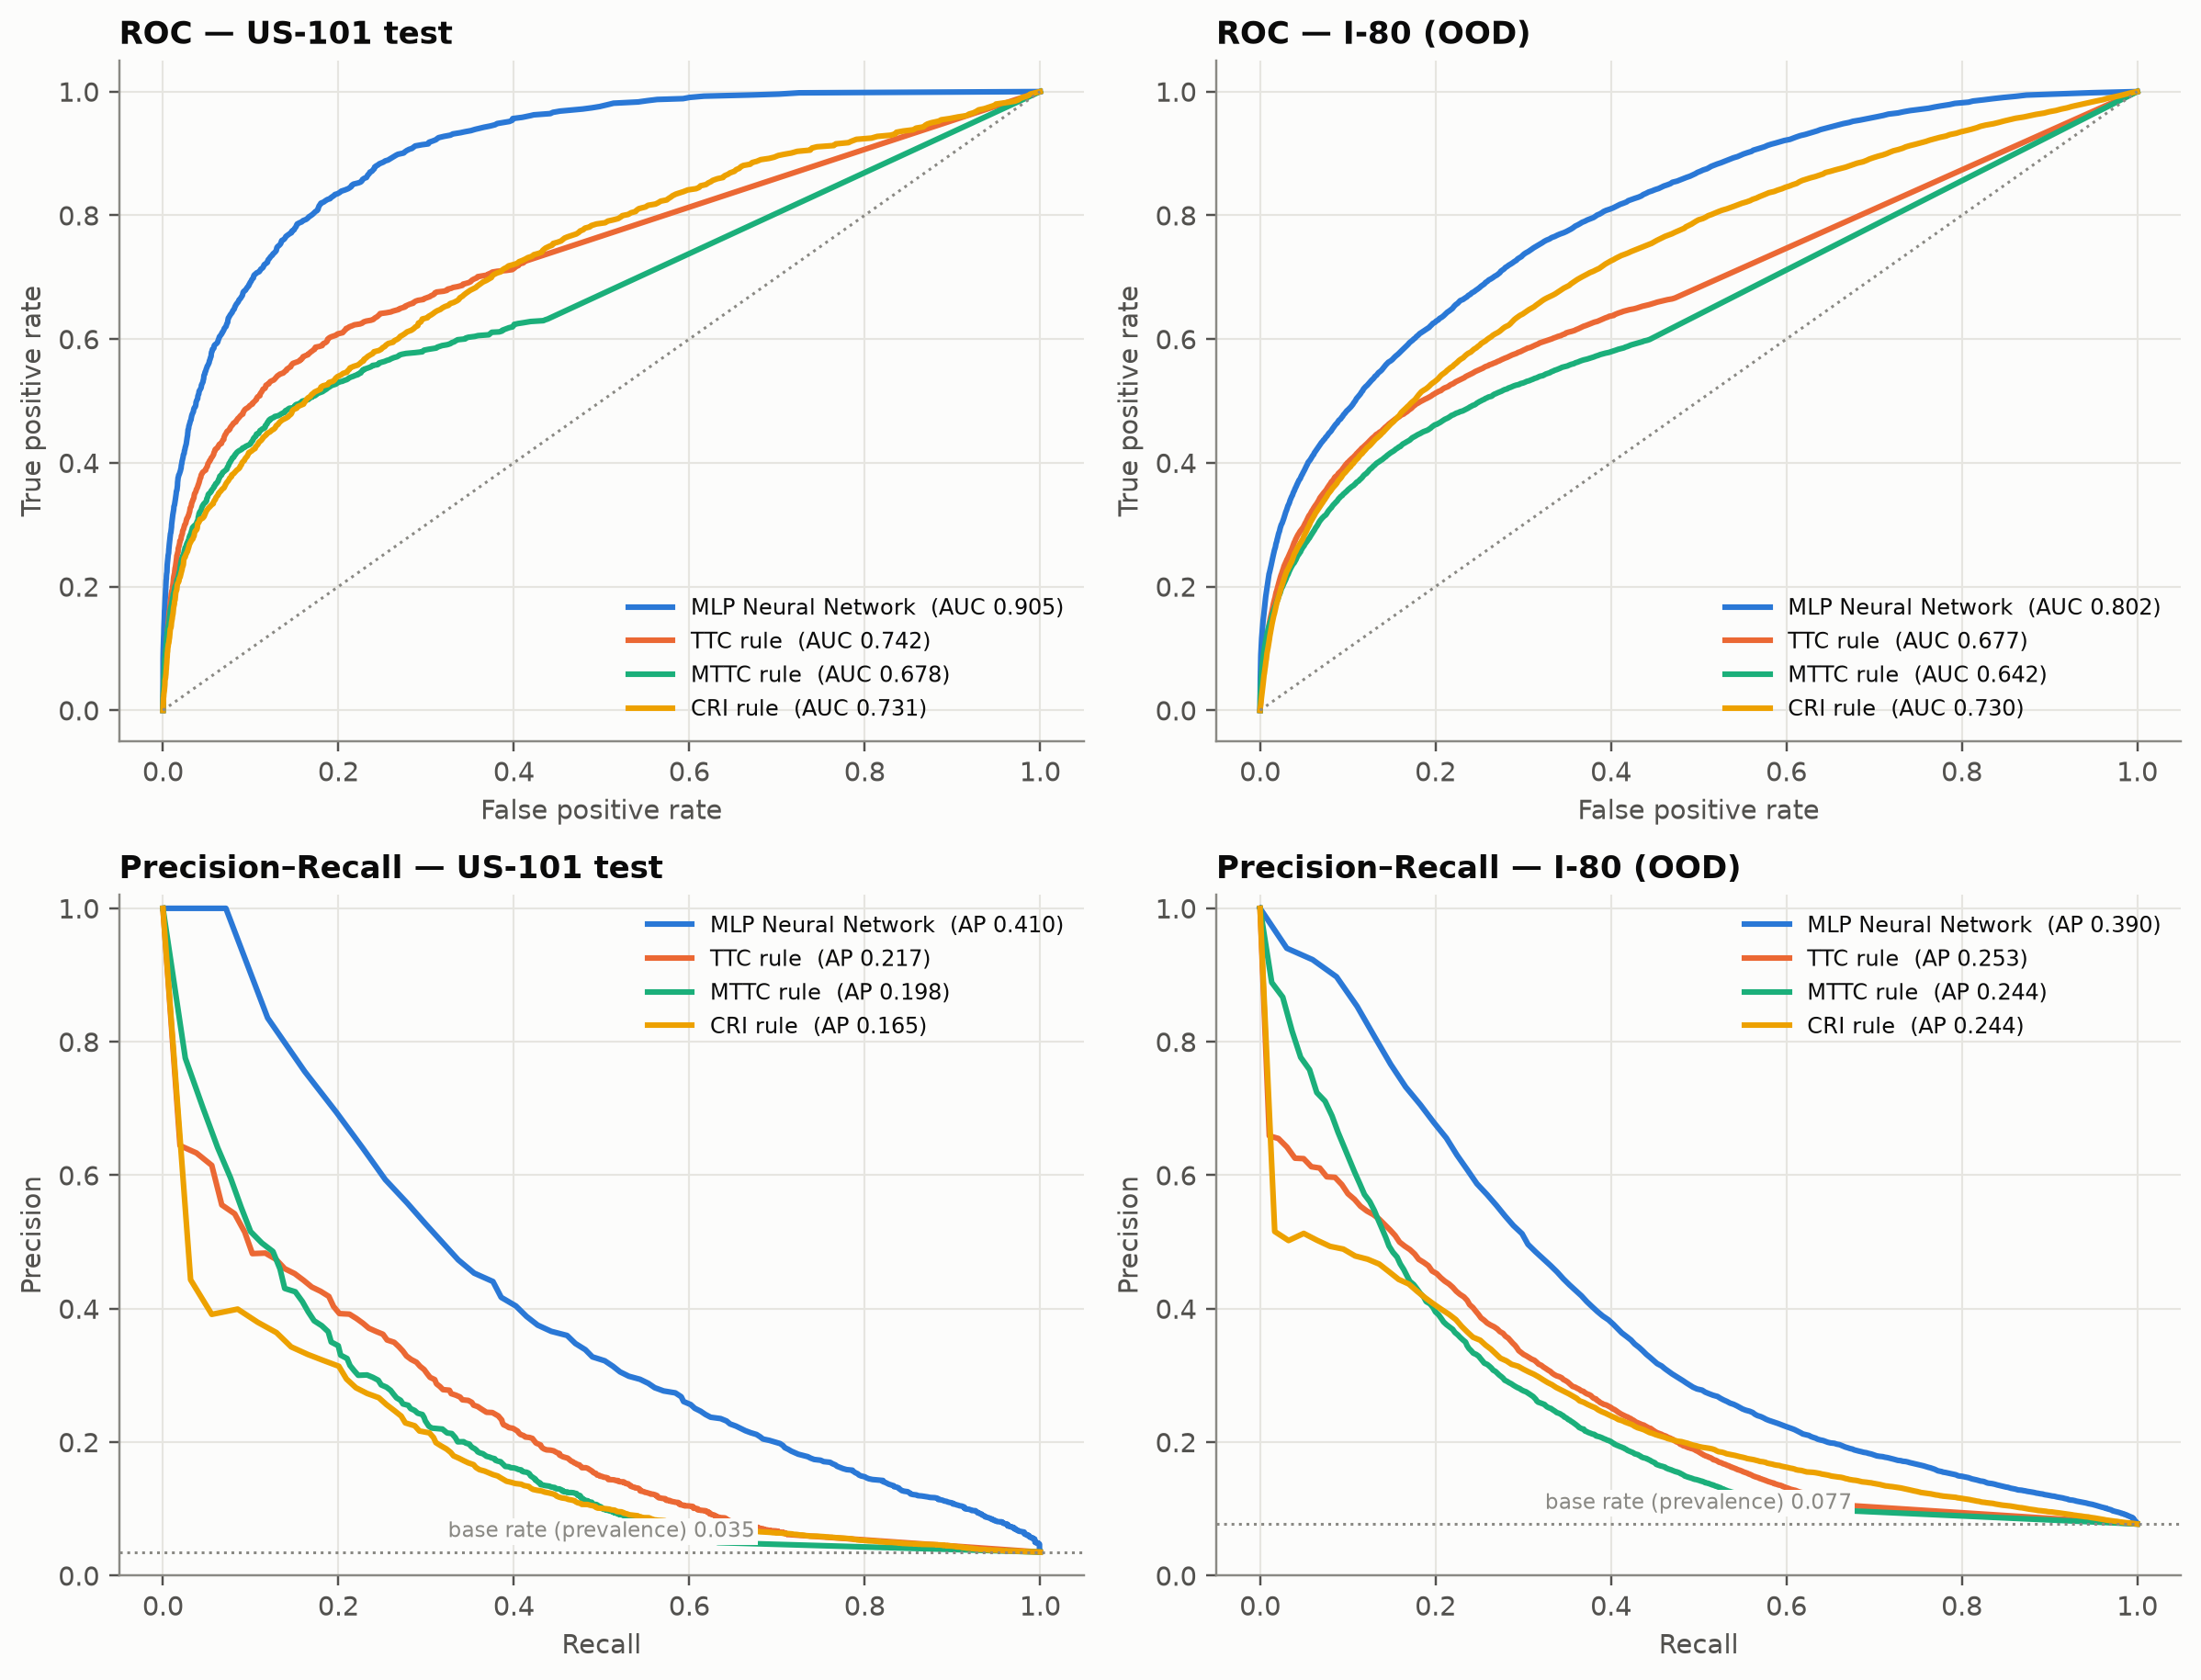 ROC — US-101 test
1.0
0.8
0.6
0.4
0.2
0.0
True positive rate
MLP Neural Network (AUC 0.905)
TTC rule (AUC 0.742)
MTTC rule (AUC 0.678)
CRI rule (AUC 0.731)
0.0 0.2 0.4 0.6 0.8 1.0
False positive rate
ROC — I-80 (OOD)
1.0
0.8
0.6
0.4
0.2
0.0
True positive rate
MLP Neural Network (AUC 0.802)
TTC rule (AUC 0.677)
MTTC rule (AUC 0.642)
CRI rule (AUC 0.730)
0.0 0.2 0.4 0.6 0.8 1.0
False positive rate
Precision–Recall — US-101 test
1.0
0.8
0.6
0.4
0.2
0.0
Precision
MLP Neural Network (AP 0.410)
TTC rule (AP 0.217)
MTTC rule (AP 0.198)
CRI rule (AP 0.165)
base rate (prevalence) 0.035
0.0 0.2 0.4 0.6 0.8 1.0
Recall
Precision–Recall — I-80 (OOD)
1.0
0.8
0.6
0.4
0.2
0.0
Precision
MLP Neural Network (AP 0.390)
TTC rule (AP 0.253)
MTTC rule (AP 0.244)
CRI rule (AP 0.244)
base rate (prevalence) 0.077
0.0 0.2 0.4 0.6 0.8 1.0
Recall